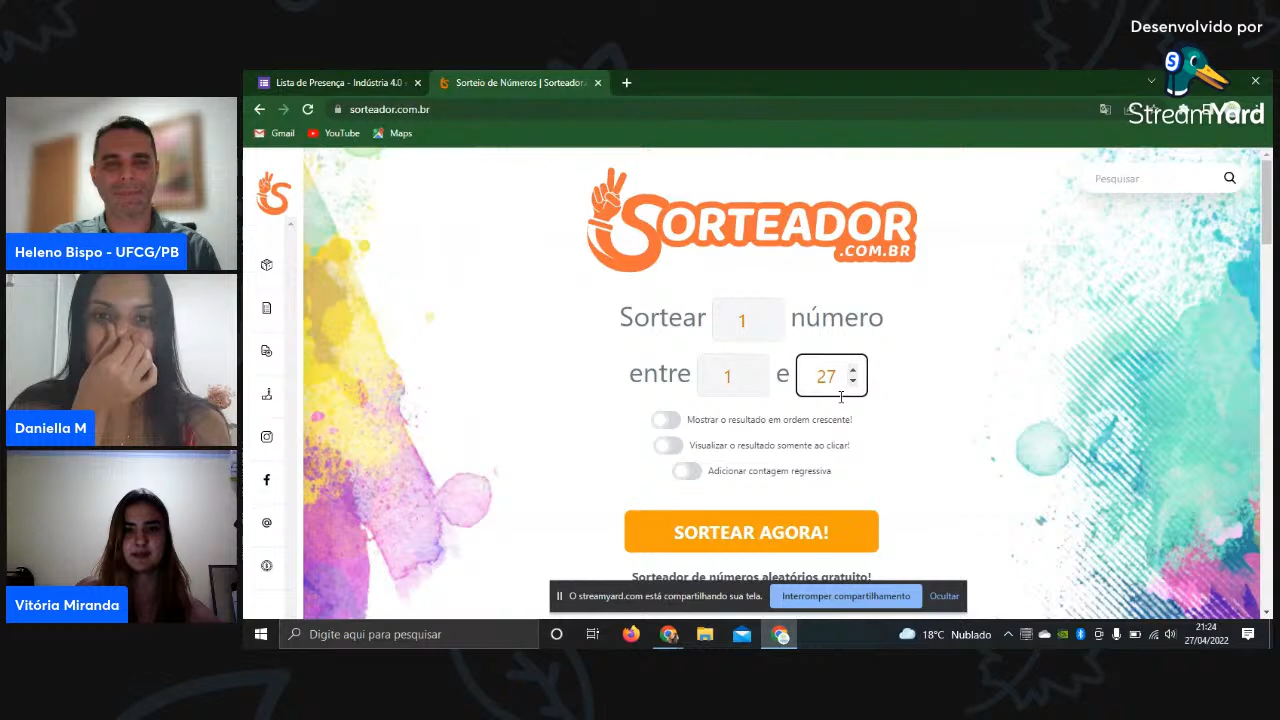 Desenvolvido por
StreamYard
Lista de Presença - Indústria 4.0
Sorteio de Números | Sorteador
sorteador.com.br
Gmail
YouTube
Maps
Pesquisar
SORTEADOR
.COM.BR
Sortear 1 número
entre 1 e 27
Mostrar o resultado em ordem crescente!
Visualizar o resultado somente ao clicar!
Adicionar contagem regressiva
SORTEAR AGORA!
Sorteador de números aleatórios gratuito!
O streamyard.com está compartilhando sua tela.
Interromper compartilhamento
Ocultar
Heleno Bispo - UFCG/PB
Daniella M
Vitória Miranda
Digite aqui para pesquisar
18°C Nublado
21:24
27/04/2022